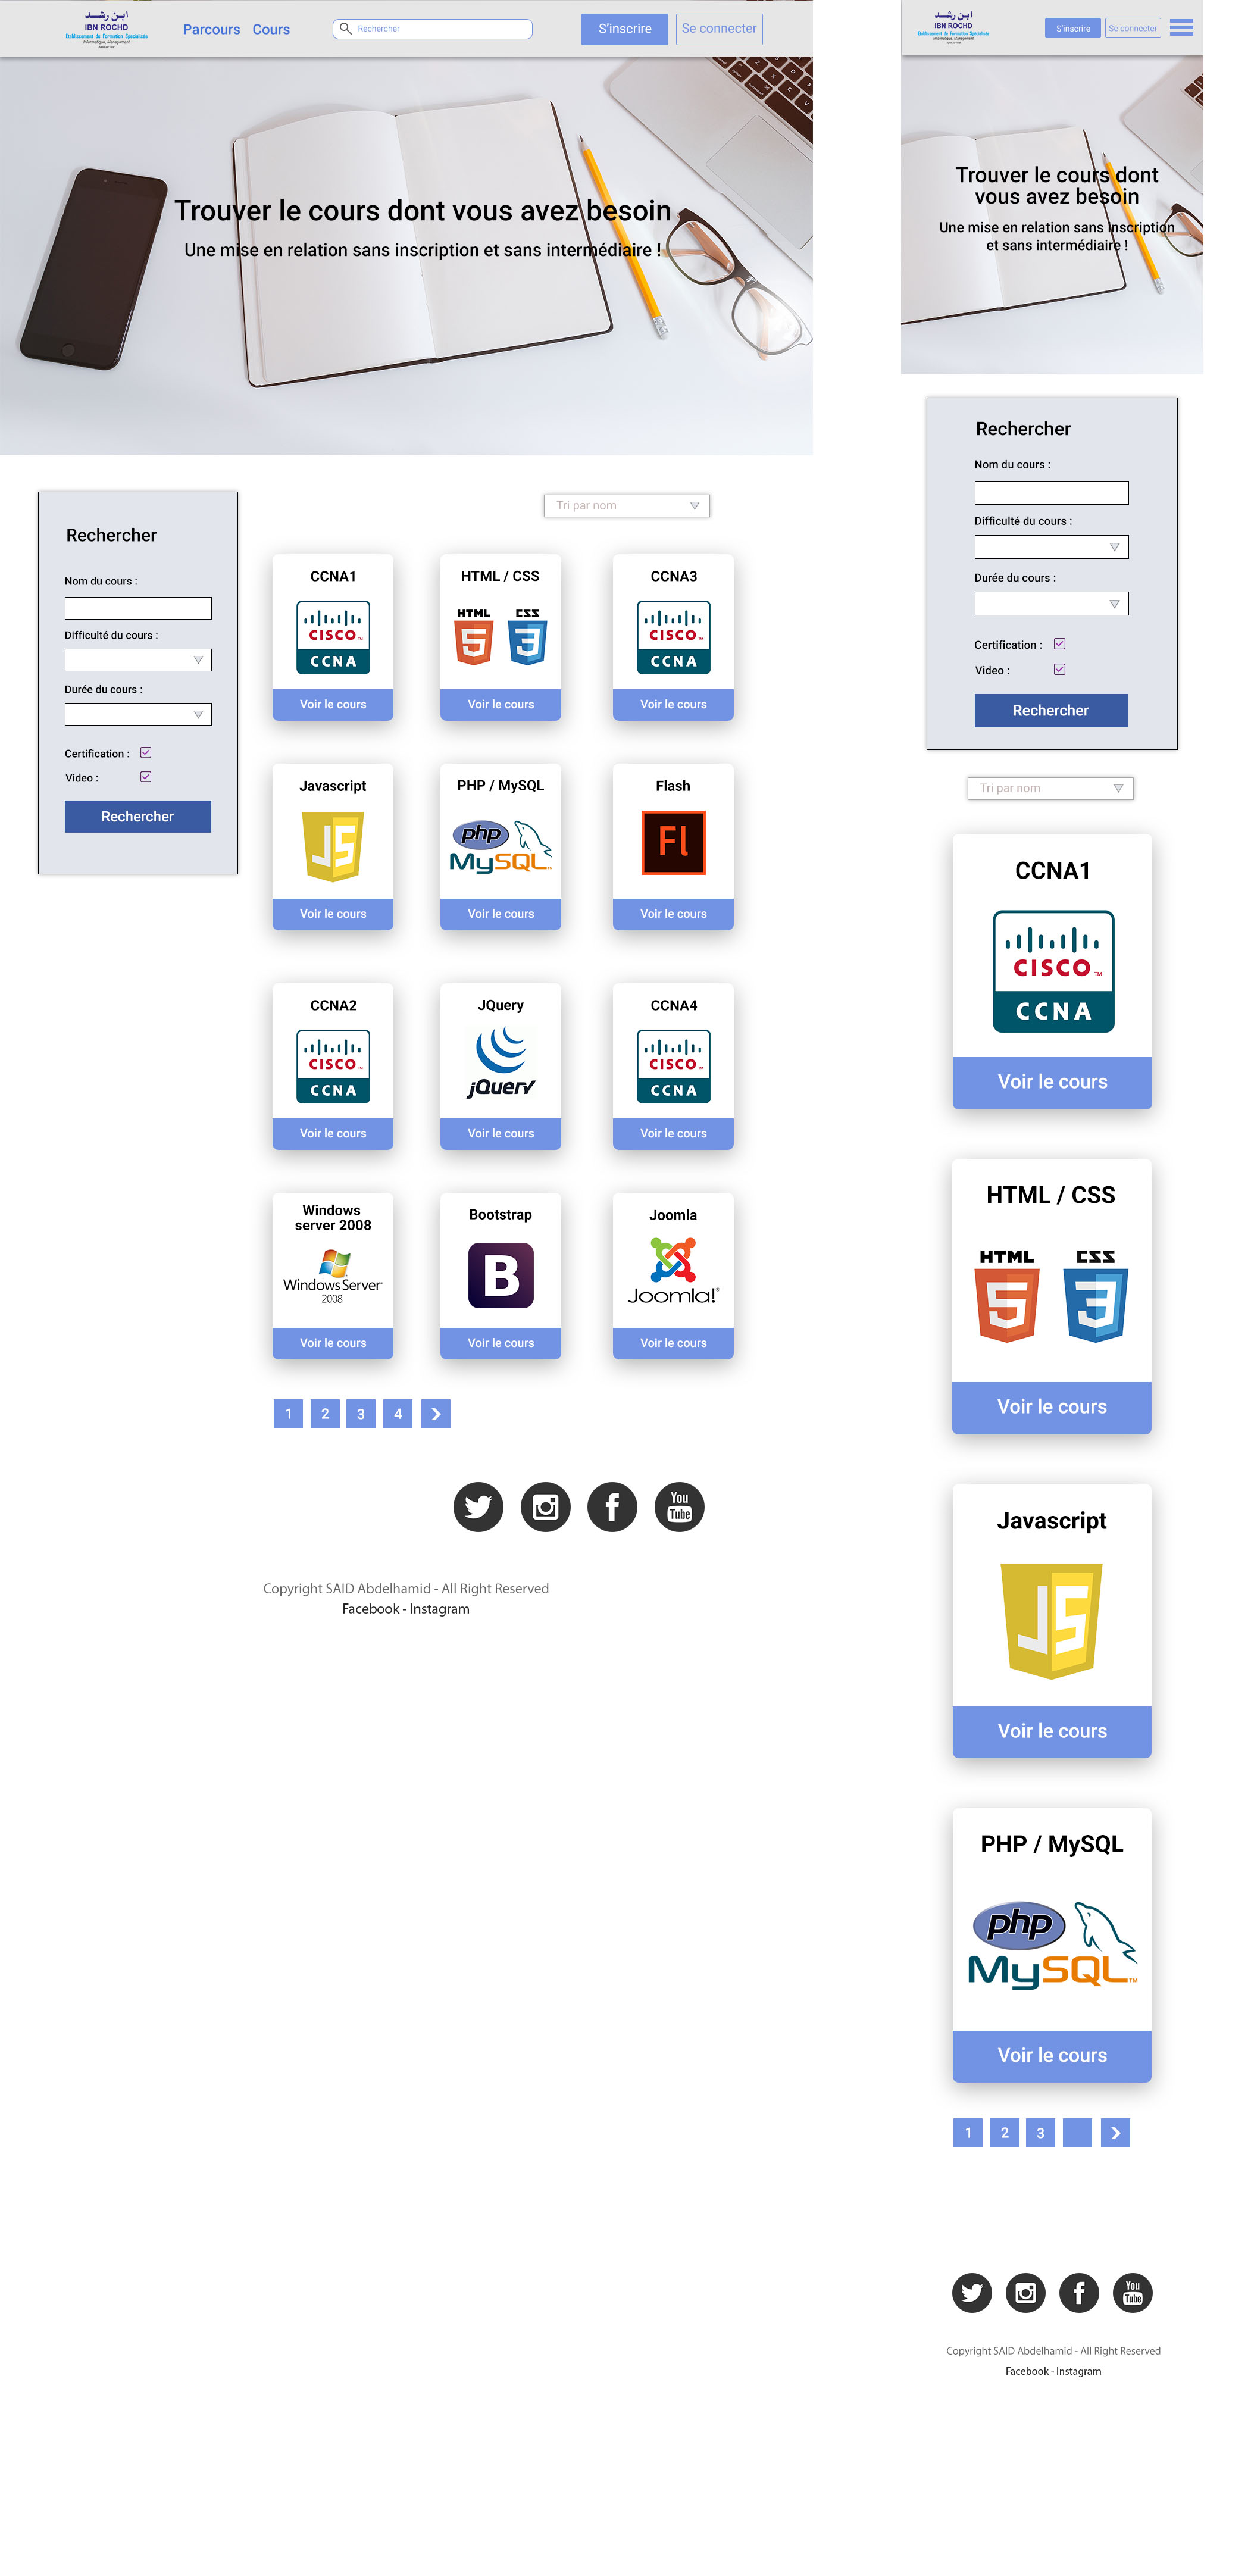 ابن رشد
IBN ROCHD
Etablissement de Formation Spécialisée
Informatique, Management
Parcours Cours
Rechercher
S'inscrire
Se connecter
Trouver le cours dont vous avez besoin
Une mise en relation sans inscription et sans intermédiaire !
Rechercher
Nom du cours :
Difficulté du cours :
Durée du cours :
Certification :
Video :
Rechercher
Tri par nom
CCNA1
CISCO TM
CCNA
Voir le cours
HTML / CSS
HTML CSS
5 3
Voir le cours
CCNA3
CISCO TM
CCNA
Voir le cours
Javascript
JS
Voir le cours
PHP / MySQL
php
MySQL TM
Voir le cours
Flash
Fl
Voir le cours
CCNA2
CISCO TM
CCNA
Voir le cours
JQuery
jQuery
Voir le cours
CCNA4
CISCO TM
CCNA
Voir le cours
Windows
server 2008
Windows Server
2008
Voir le cours
Bootstrap
B
Voir le cours
Joomla
Joomla!®
Voir le cours
1 2 3 4
You
Tube
Copyright SAID Abdelhamid - All Right Reserved
Facebook - Instagram
ابن رشد
IBN ROCHD
Etablissement de Formation Spécialisée
Informatique, Management
S'inscrire
Se connecter
Trouver le cours dont
vous avez besoin
Une mise en relation sans inscription
et sans intermédiaire !
Rechercher
Nom du cours :
Difficulté du cours :
Durée du cours :
Certification :
Video :
Rechercher
Tri par nom
CCNA1
CISCO TM
CCNA
Voir le cours
HTML / CSS
HTML CSS
5 3
Voir le cours
Javascript
JS
Voir le cours
PHP / MySQL
php
MySQL TM
Voir le cours
1 2 3
You
Tube
Copyright SAID Abdelhamid - All Right Reserved
Facebook - Instagram